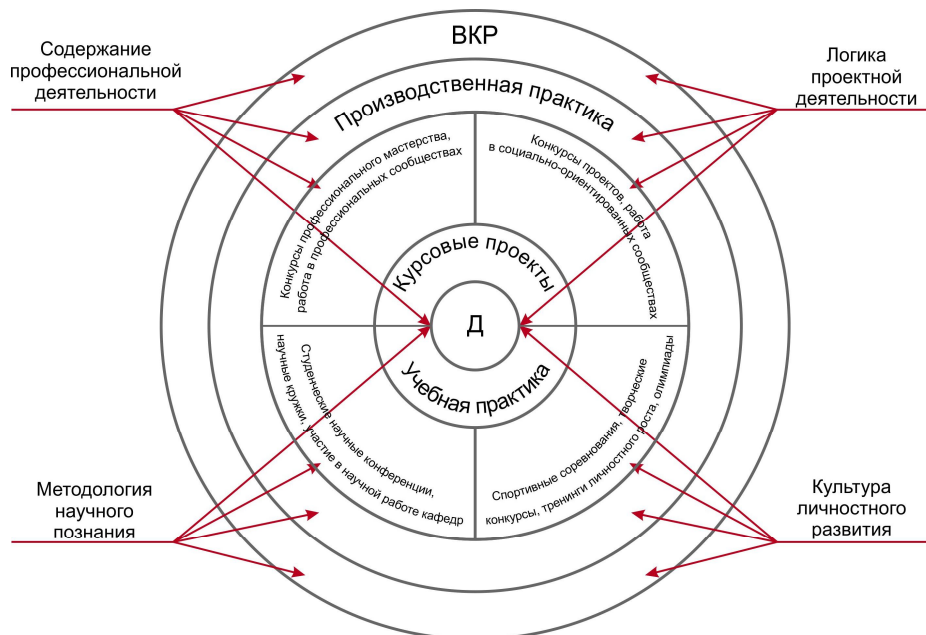 Содержание
профессиональной
деятельности
ВКР
Логика
проектной
деятельности
Производственная практика
Конкурсы профессионального мастерства,
работа в профессиональных сообществах
Конкурсы проектов, работа
в социально-ориентированных сообществах
Курсовые проекты
Д
Учебная практика
Студенческие научные конференции,
научные кружки, участие в научной работе кафедр
Спортивные соревнования, творческие
конкурсы, тренинги личностного роста, олимпиады
Методология
научного
познания
Культура
личностного
развития